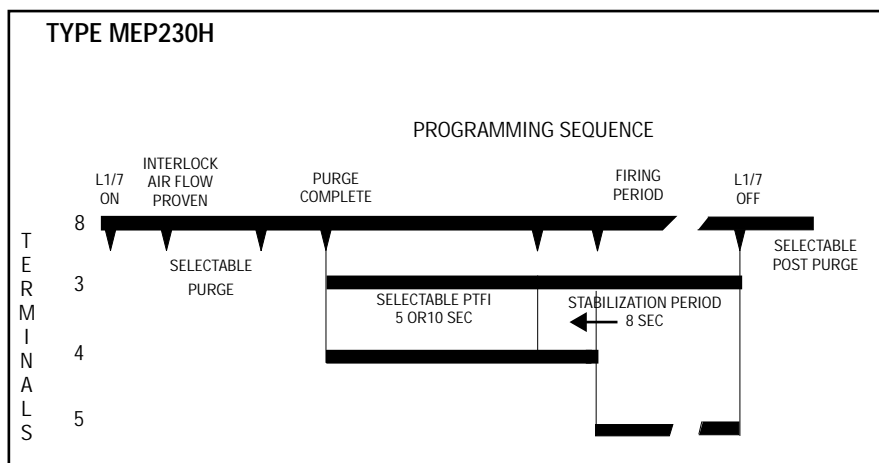 TYPE MEP230H
PROGRAMMING SEQUENCE
L1/7
ON
INTERLOCK
AIR FLOW
PROVEN
PURGE
COMPLETE
FIRING
PERIOD
L1/7
OFF
TERMINALS
8
SELECTABLE
PURGE
SELECTABLE
POST PURGE
3
SELECTABLE PTFI
5 OR10 SEC
STABILIZATION PERIOD
8 SEC
4
5